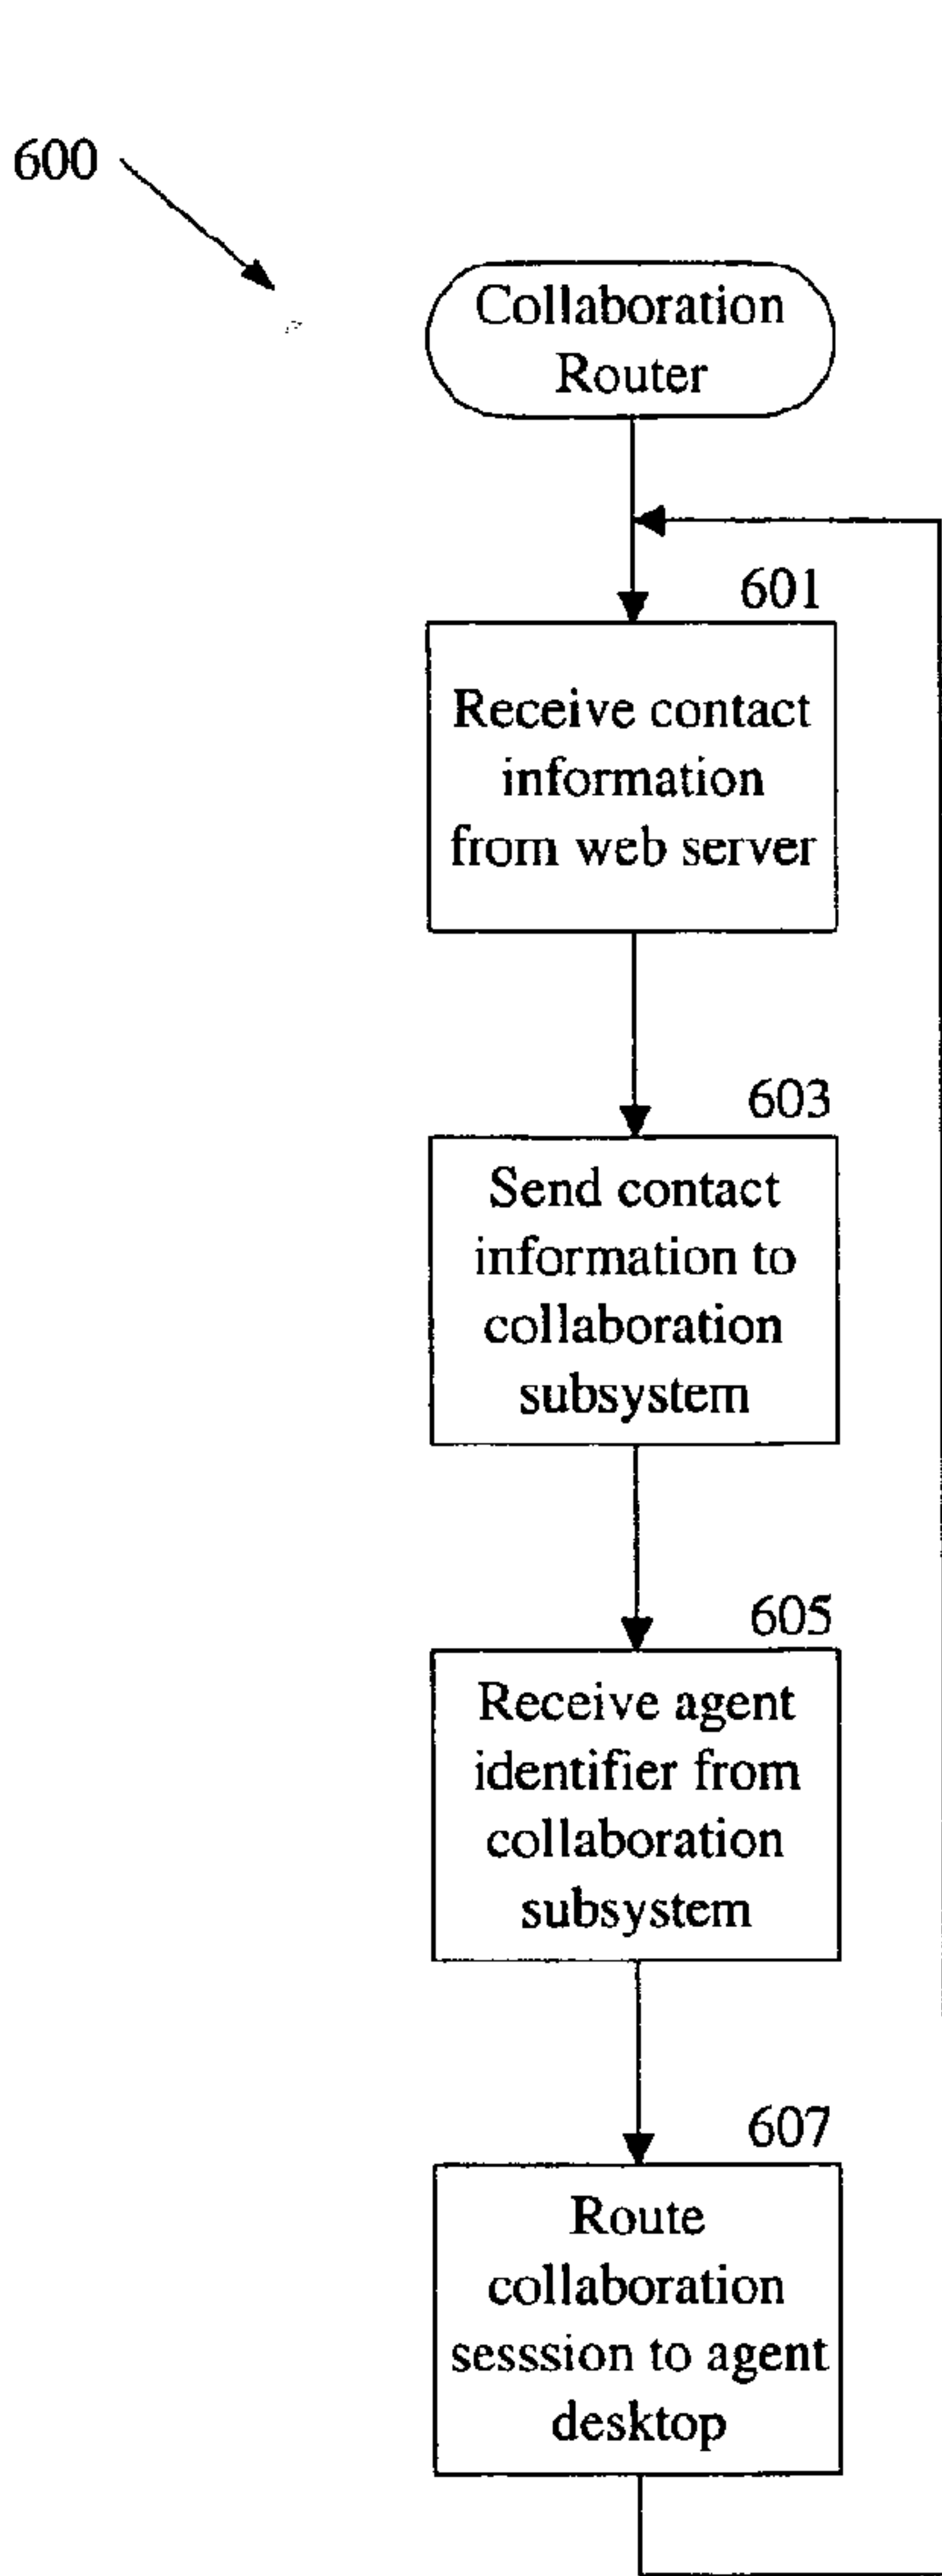 600
Collaboration
Router
601
Receive contact
information
from web server
603
Send contact
information to
collaboration
subsystem
605
Receive agent
identifier from
collaboration
subsystem
607
Route
collaboration
sesssion to agent
desktop